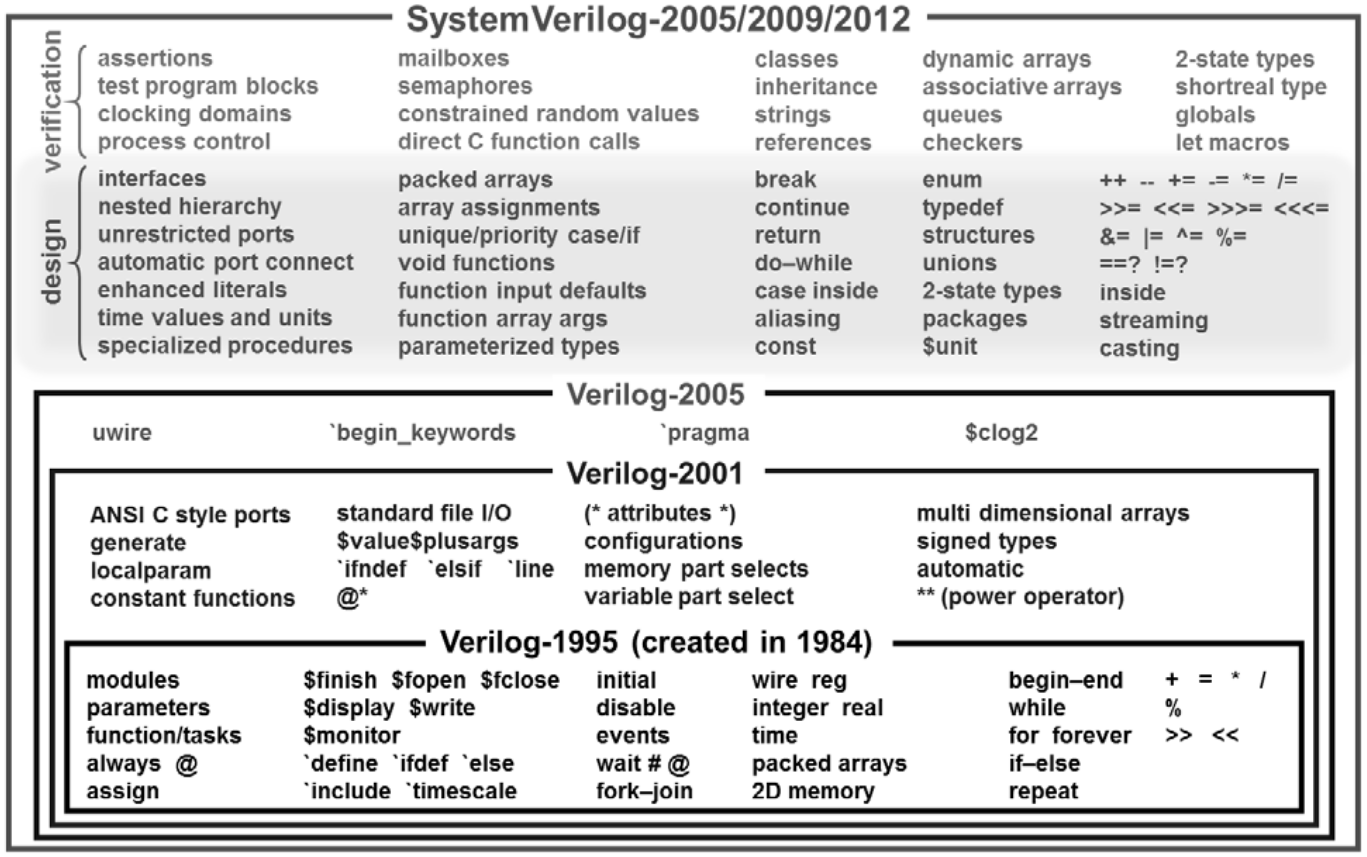 SystemVerilog-2005/2009/2012
verification
assertions mailboxes classes dynamic arrays 2-state types
test program blocks semaphores inheritance associative arrays shortreal type
clocking domains constrained random values strings queues globals
process control direct C function calls references checkers let macros
design
interfaces packed arrays break enum ++ -- += -= *= /=
nested hierarchy array assignments continue typedef >>= <<= >>>= <<<=
unrestricted ports unique/priority case/if return structures &= |= ^= %=
automatic port connect void functions do–while unions ==? !=?
enhanced literals function input defaults case inside 2-state types inside
time values and units function array args aliasing packages streaming
specialized procedures parameterized types const $unit casting
Verilog-2005
uwire `begin_keywords `pragma $clog2
Verilog-2001
ANSI C style ports standard file I/O (* attributes *) multi dimensional arrays
generate $value$plusargs configurations signed types
localparam `ifndef `elsif `line memory part selects automatic
constant functions @* variable part select ** (power operator)
Verilog-1995 (created in 1984)
modules $finish $fopen $fclose initial wire reg begin–end + = * /
parameters $display $write disable integer real while %
function/tasks $monitor events time for forever >> <<
always @ `define `ifdef `else wait # @ packed arrays if–else
assign `include `timescale fork–join 2D memory repeat